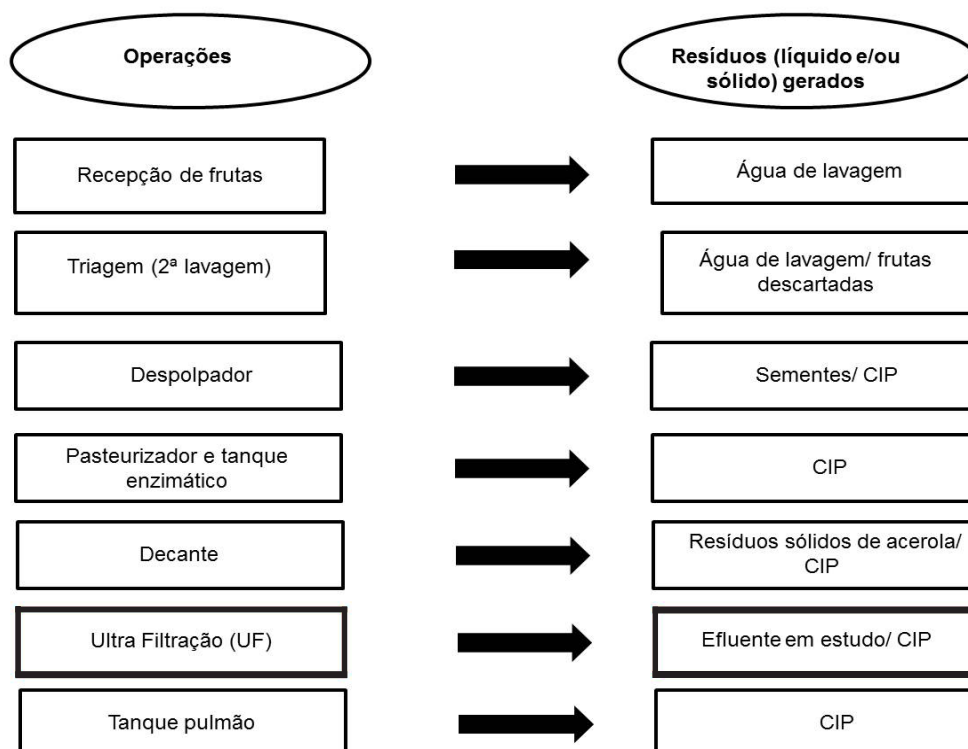 Operações
Resíduos (líquido e/ou
sólido) gerados
Recepção de frutas
Água de lavagem
Triagem (2ª lavagem)
Água de lavagem/ frutas
descartadas
Despolpador
Sementes/ CIP
Pasteurizador e tanque
enzimático
CIP
Decante
Resíduos sólidos de acerola/
CIP
Ultra Filtração (UF)
Efluente em estudo/ CIP
Tanque pulmão
CIP